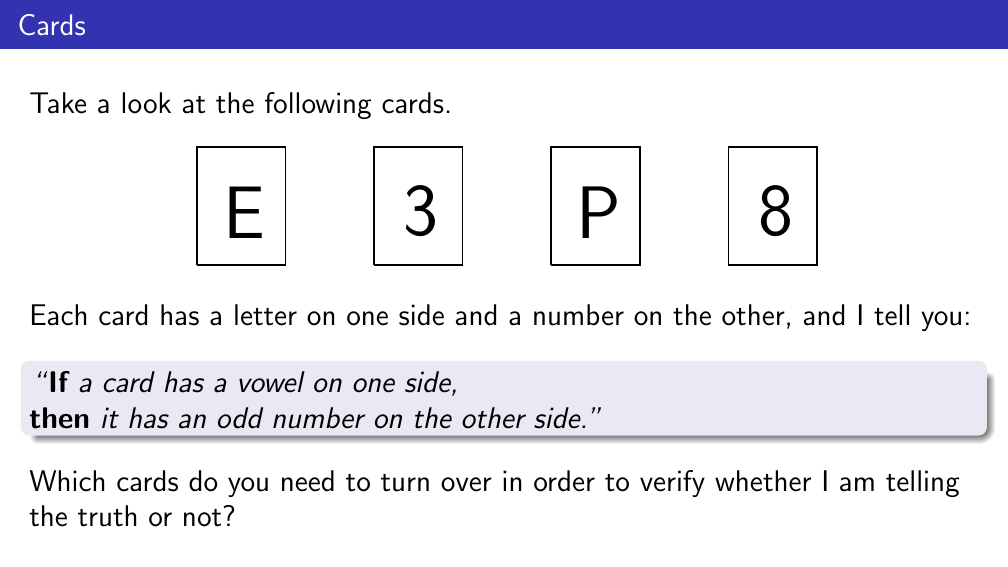 Cards
Take a look at the following cards.
E 3 P 8
Each card has a letter on one side and a number on the other, and I tell you:
“If a card has a vowel on one side,
then it has an odd number on the other side.”
Which cards do you need to turn over in order to verify whether I am telling
the truth or not?